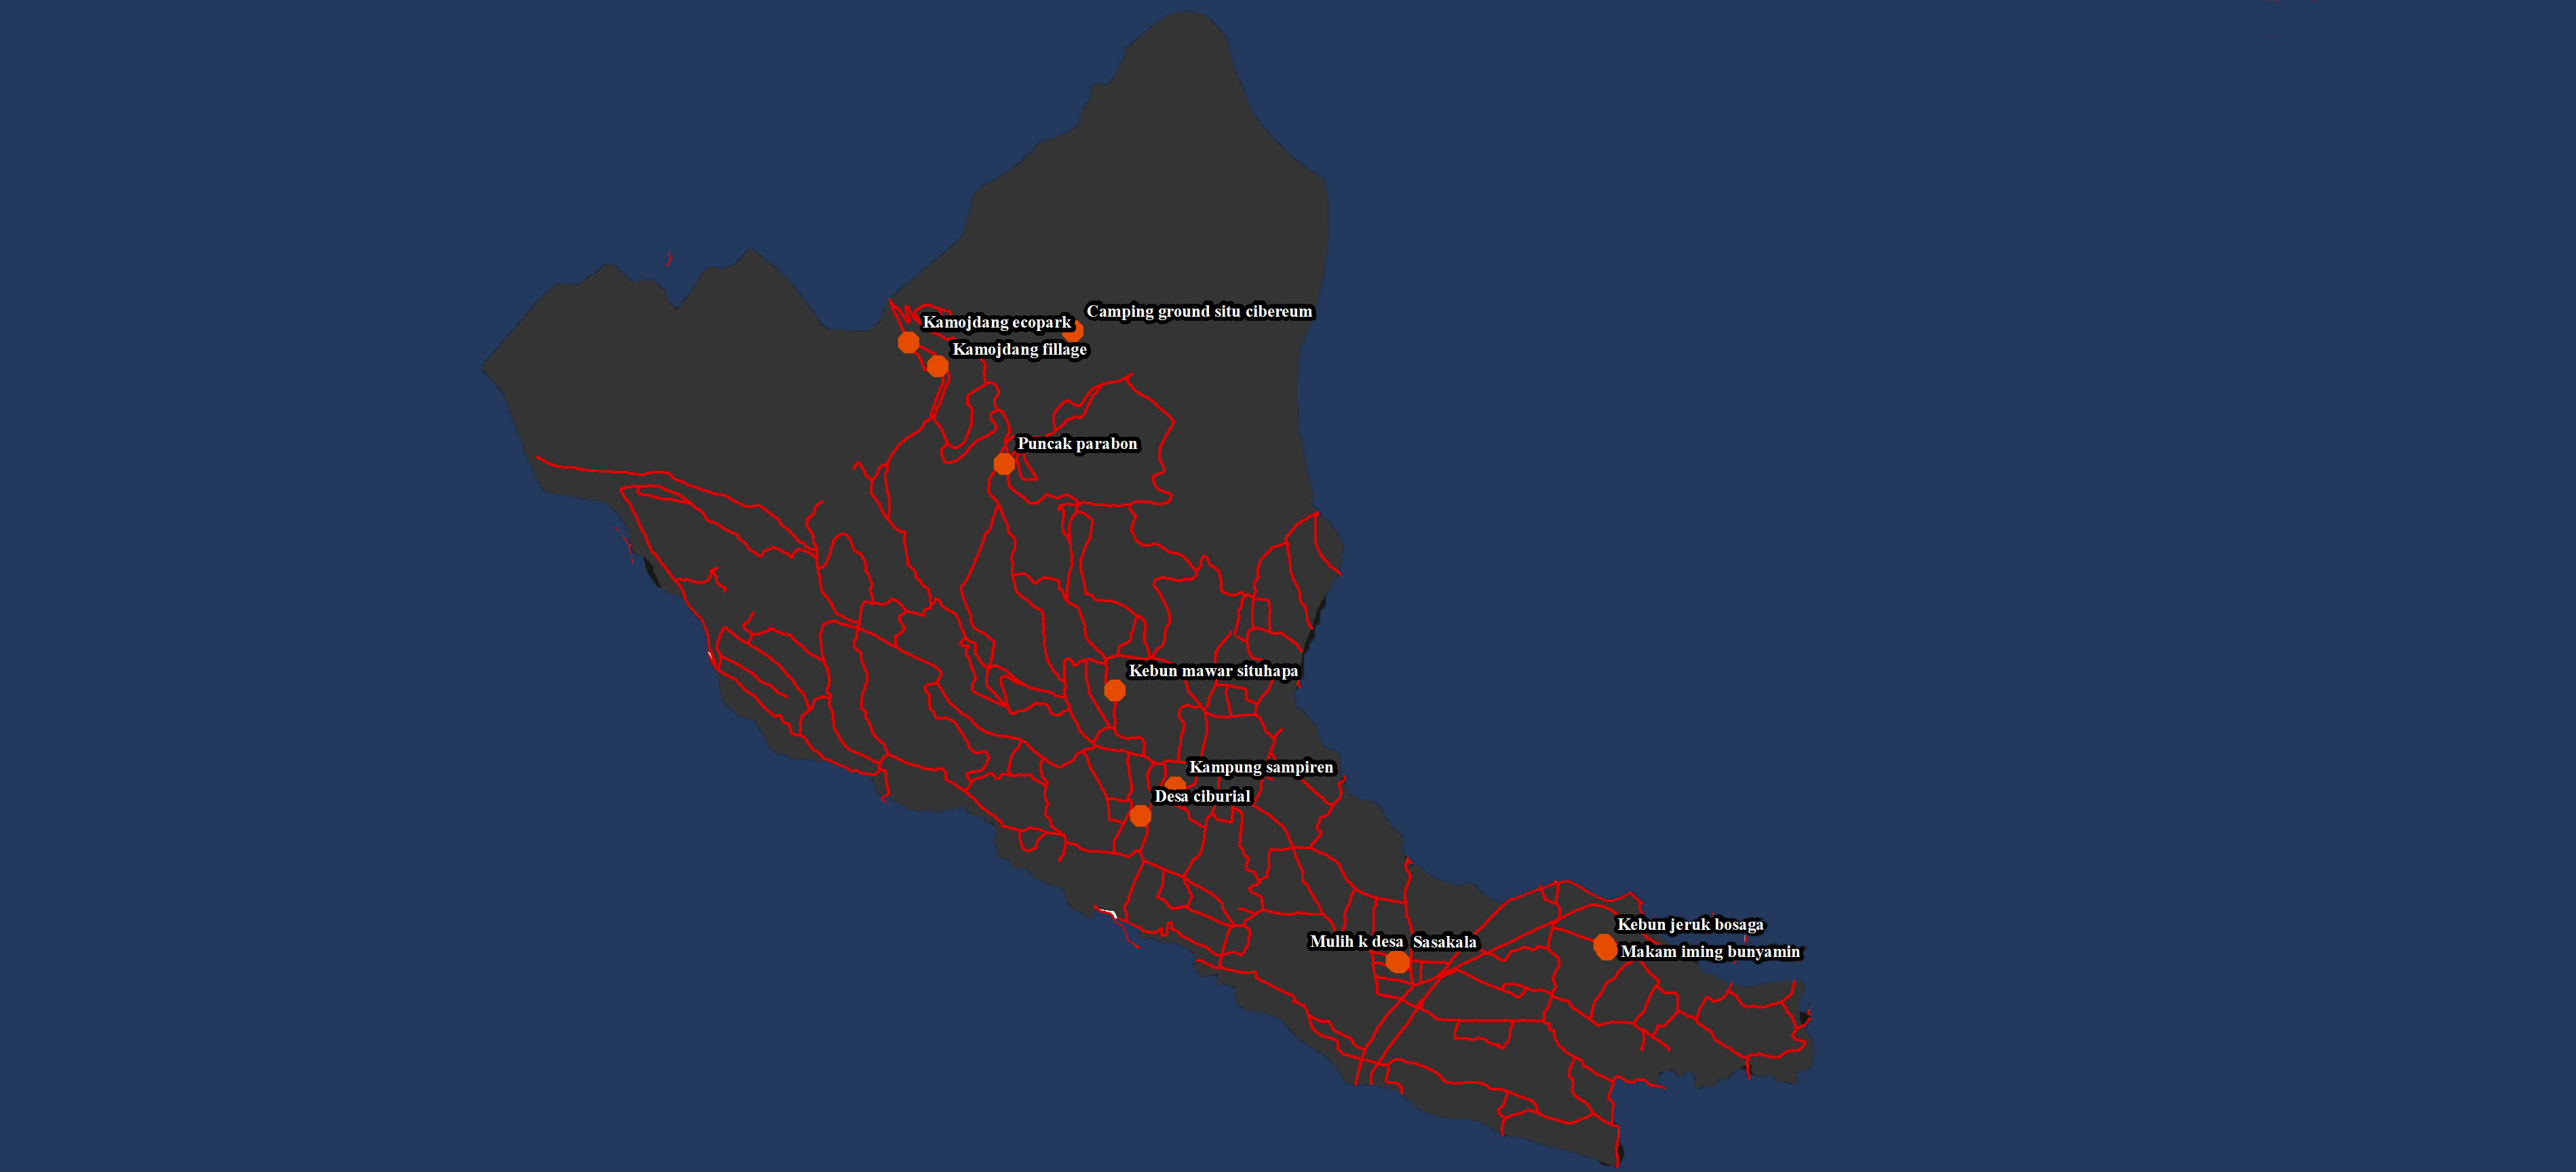 Camping ground situ cibereum
Kamojdang ecopark
Kamojdang fillage
Puncak parabon
Kebun mawar situhapa
Kampung sampiren
Desa ciburial
Kebun jeruk bosaga
Mulih k desa
Sasakala
Makam iming bunyamin